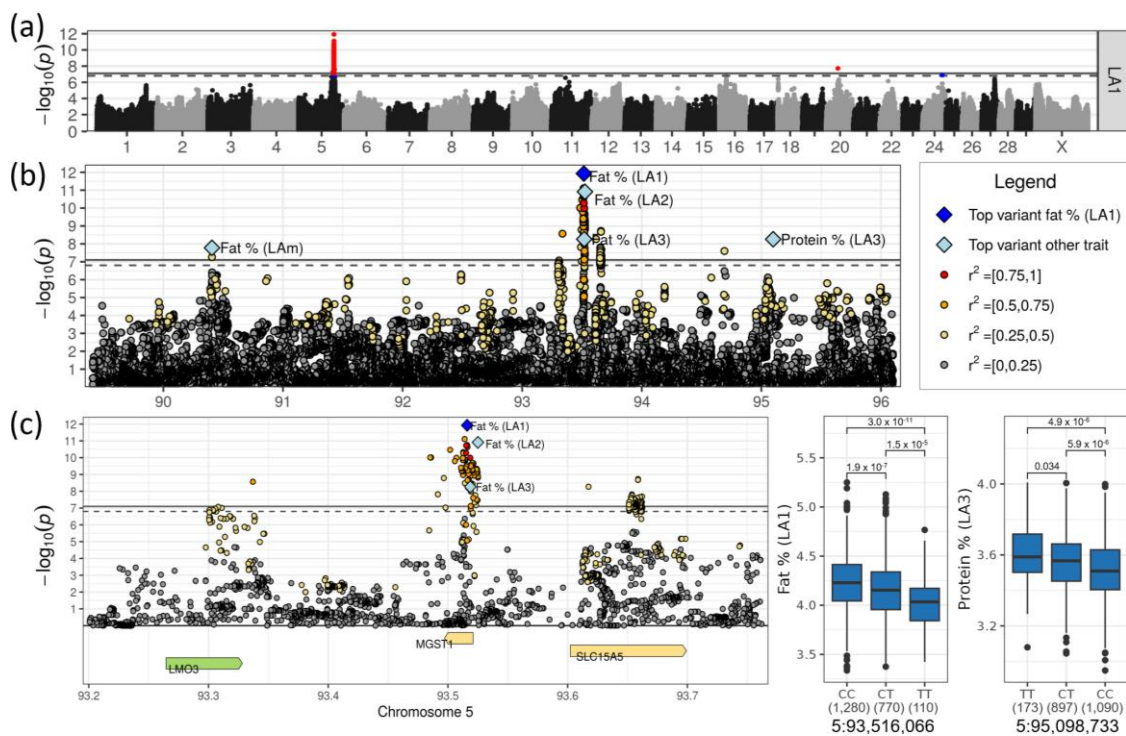 (a)
12
10
8
6
4
2
0
−log₁₀(p)
LA1
1 2 3 4 5 6 7 8 9 10 11 12 13 14 15 16 17 18 20 22 24 26 28 X
(b)
12
11
10
9
8
7
6
5
4
3
2
1
−log₁₀(p)
Fat % (LAm)
Fat % (LA1)
Fat % (LA2)
Fat % (LA3)
Protein % (LA3)
90 91 92 93 94 95 96
Legend
Top variant fat % (LA1)
Top variant other trait
r² =[0.75,1]
r² =[0.5,0.75)
r² =[0.25,0.5)
r² =[0,0.25)
(c)
12
11
10
9
8
7
6
5
4
3
2
1
−log₁₀(p)
Fat % (LA1)
Fat % (LA2)
Fat % (LA3)
LMO3
MGST1
SLC15A5
93.2 93.3 93.4 93.5 93.6 93.7
Chromosome 5
Fat % (LA1)
5.5
5.0
4.5
4.0
3.5
3.0 x 10⁻¹¹
1.5 x 10⁻⁵
1.9 x 10⁻⁷
CC CT TT
(1,280) (770) (110)
5:93,516,066
Protein % (LA3)
4.0
3.6
3.2
4.9 x 10⁻⁶
5.9 x 10⁻⁶
0.034
TT CT CC
(173) (897) (1,090)
5:95,098,733